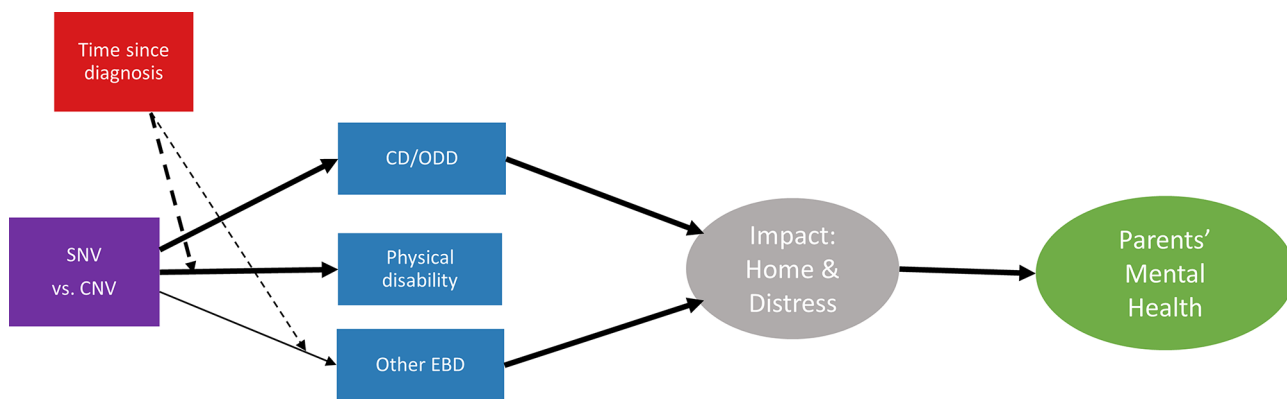 Time since
diagnosis
CD/ODD
SNV
vs. CNV
Physical
disability
Other EBD
Impact:
Home &
Distress
Parents’
Mental
Health